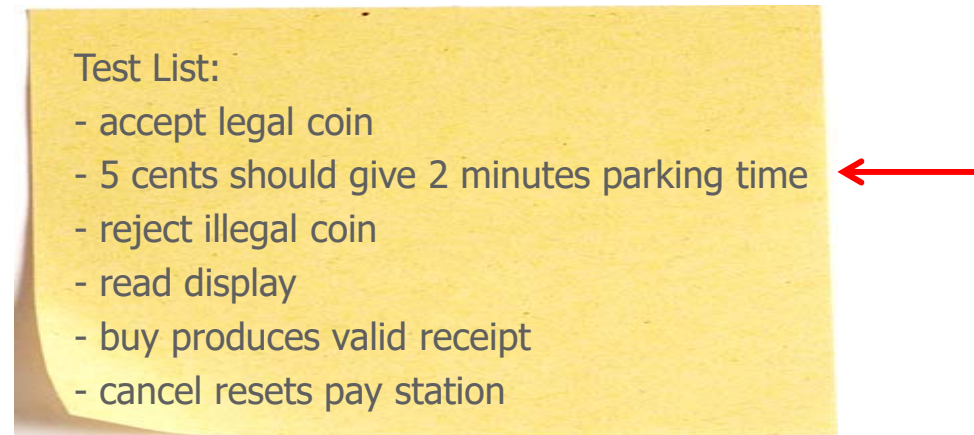 Test List:
- accept legal coin
- 5 cents should give 2 minutes parking time
- reject illegal coin
- read display
- buy produces valid receipt
- cancel resets pay station